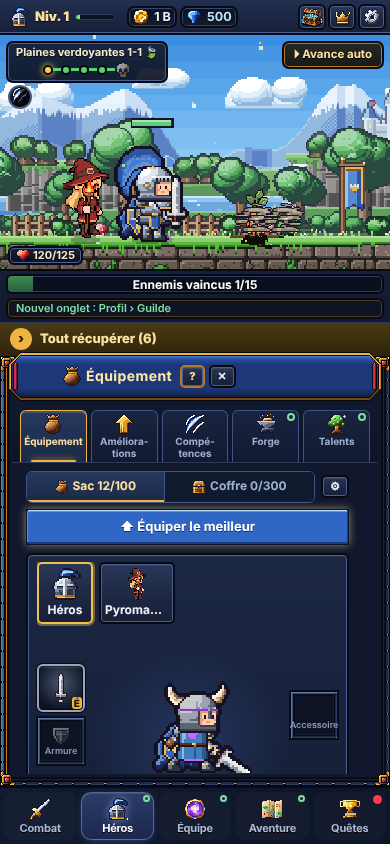 Niv. 1
1 B
500
Plaines verdoyantes 1-1
Avance auto
120/125
Ennemis vaincus 1/15
Nouvel onglet : Profil › Guilde
Tout récupérer (6)
Équipement
?
×
Équipement
Améliora-
tions
Compé-
tences
Forge
Talents
Sac 12/100
Coffre 0/300
Équiper le meilleur
Héros
Pyroma...
E
Armure
Accessoire
Combat
Héros
Équipe
Aventure
Quêtes